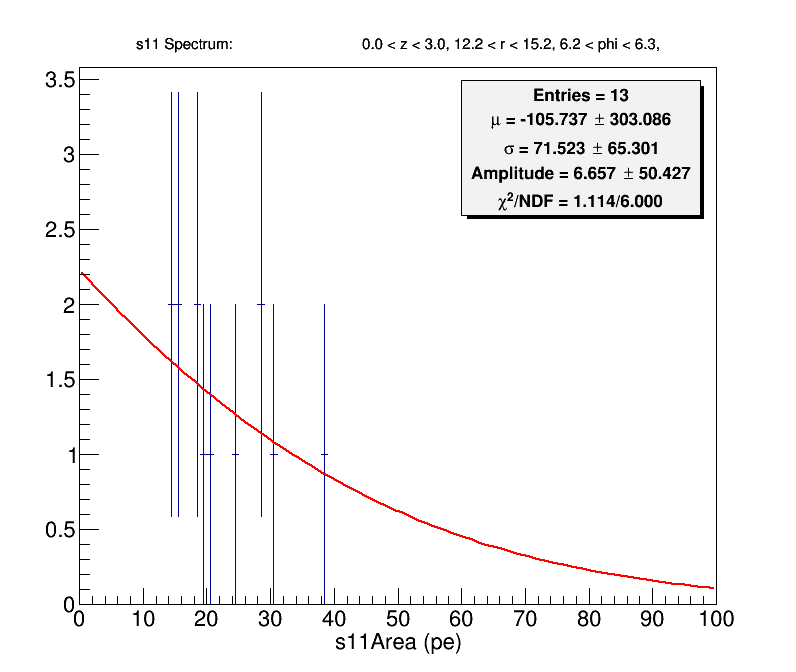 s11 Spectrum: 0.0 < z < 3.0, 12.2 < r < 15.2, 6.2 < phi < 6.3,
Entries = 13
μ = -105.737 ± 303.086
σ = 71.523 ± 65.301
Amplitude = 6.657 ± 50.427
χ²/NDF = 1.114/6.000
3.5
3
2.5
2
1.5
1
0.5
0
0 10 20 30 40 50 60 70 80 90 100
s11Area (pe)